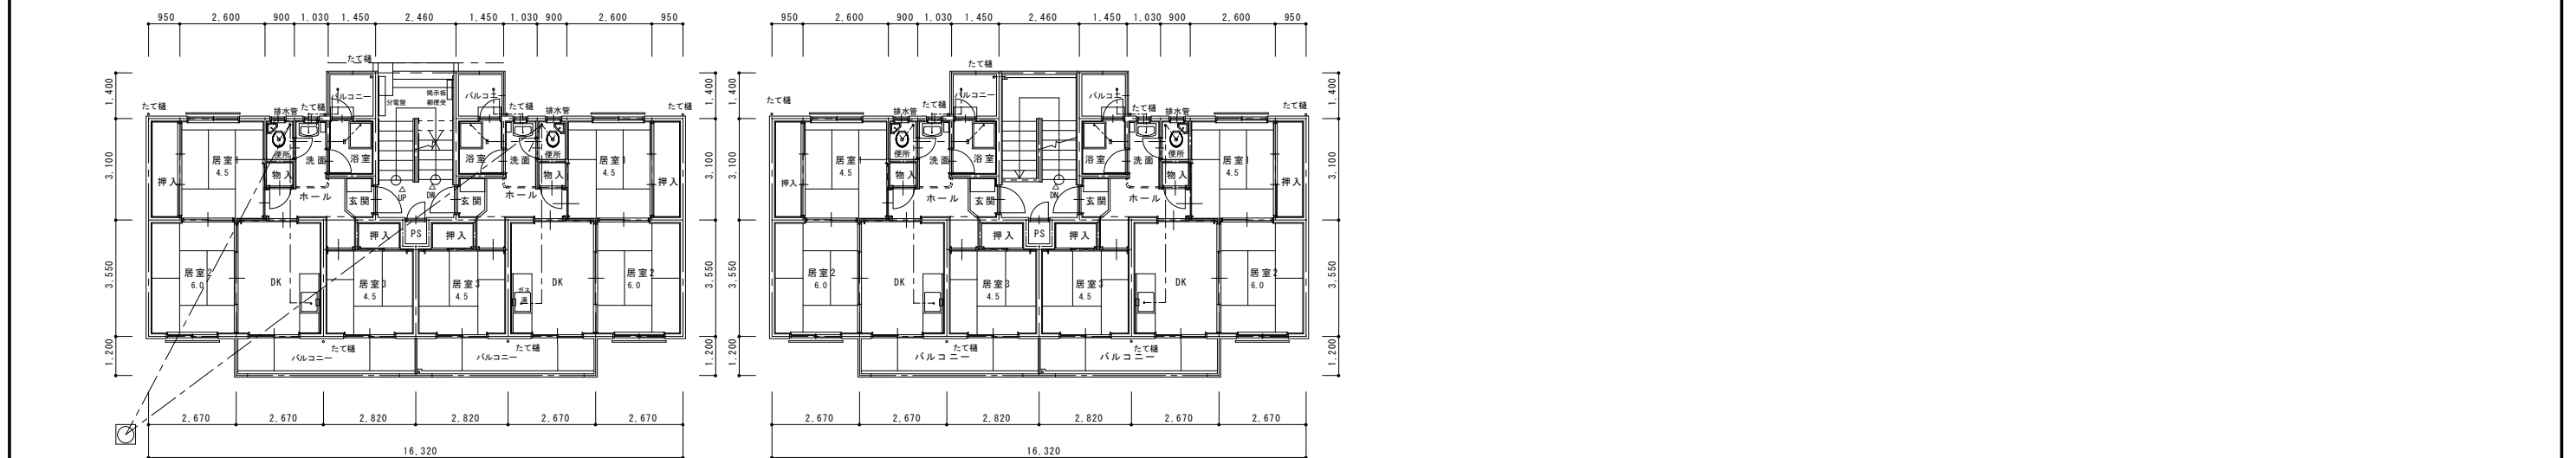 950 2,600 900 1,030 1,450 2,460 1,450 1,030 900 2,600 950
たて樋
1,400
バルコニー
分電盤
掲示板
郵便受
バルコニー
1,400
たて樋
排水管
たて樋
たて樋
排水管
たて樋
3,100
居室1
4.5
押入
便所
物入
洗面
浴室
ホール
玄関
UP
DN
玄関
浴室
洗面
ホール
便所
物入
居室1
4.5
押入
3,100
3,550
居室2
6.0
DK
押入
PS
押入
居室3
4.5
居室3
4.5
ガス
湯
DK
居室2
6.0
3,550
1,200
バルコニー
たて樋
バルコニー
たて樋
1,200
2,670 2,670 2,820 2,820 2,670 2,670
16,320
950 2,600 900 1,030 1,450 2,460 1,450 1,030 900 2,600 950
たて樋
1,400
バルコニー
バルコニー
1,400
たて樋
排水管
たて樋
たて樋
排水管
たて樋
3,100
居室1
4.5
押入
便所
物入
洗面
浴室
ホール
玄関
DN
玄関
浴室
洗面
ホール
便所
物入
居室1
4.5
押入
3,100
3,550
居室2
6.0
DK
押入
PS
押入
居室3
4.5
居室3
4.5
DK
居室2
6.0
3,550
1,200
バルコニー
たて樋
バルコニー
たて樋
1,200
2,670 2,670 2,820 2,820 2,670 2,670
16,320